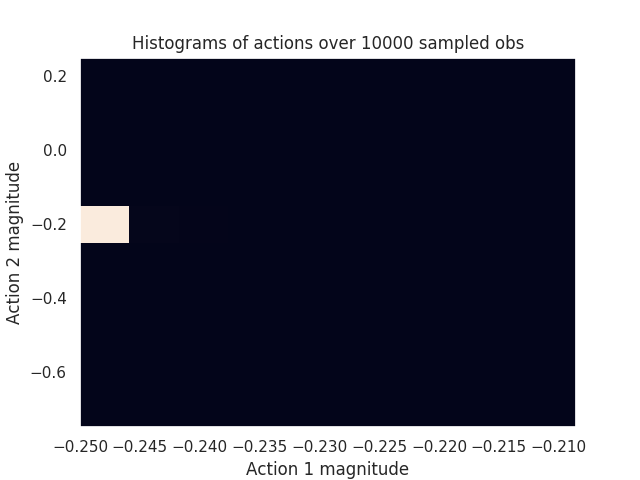 Histograms of actions over 10000 sampled obs
Action 2 magnitude
0.2
0.0
−0.2
−0.4
−0.6
−0.250 −0.245 −0.240 −0.235 −0.230 −0.225 −0.220 −0.215 −0.210
Action 1 magnitude